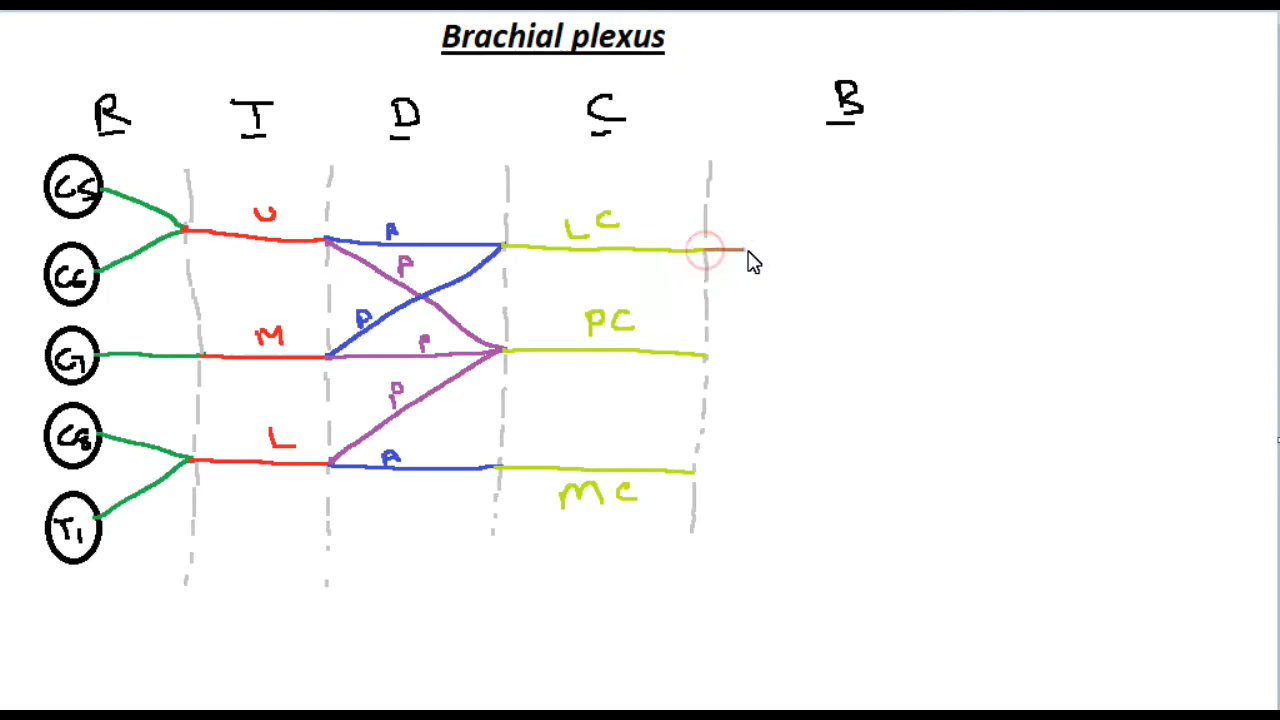 Brachial plexus
R T D C B
C5
U A LC
P
C6
P PC
M P
C7
P
L A
C8
MC
T1